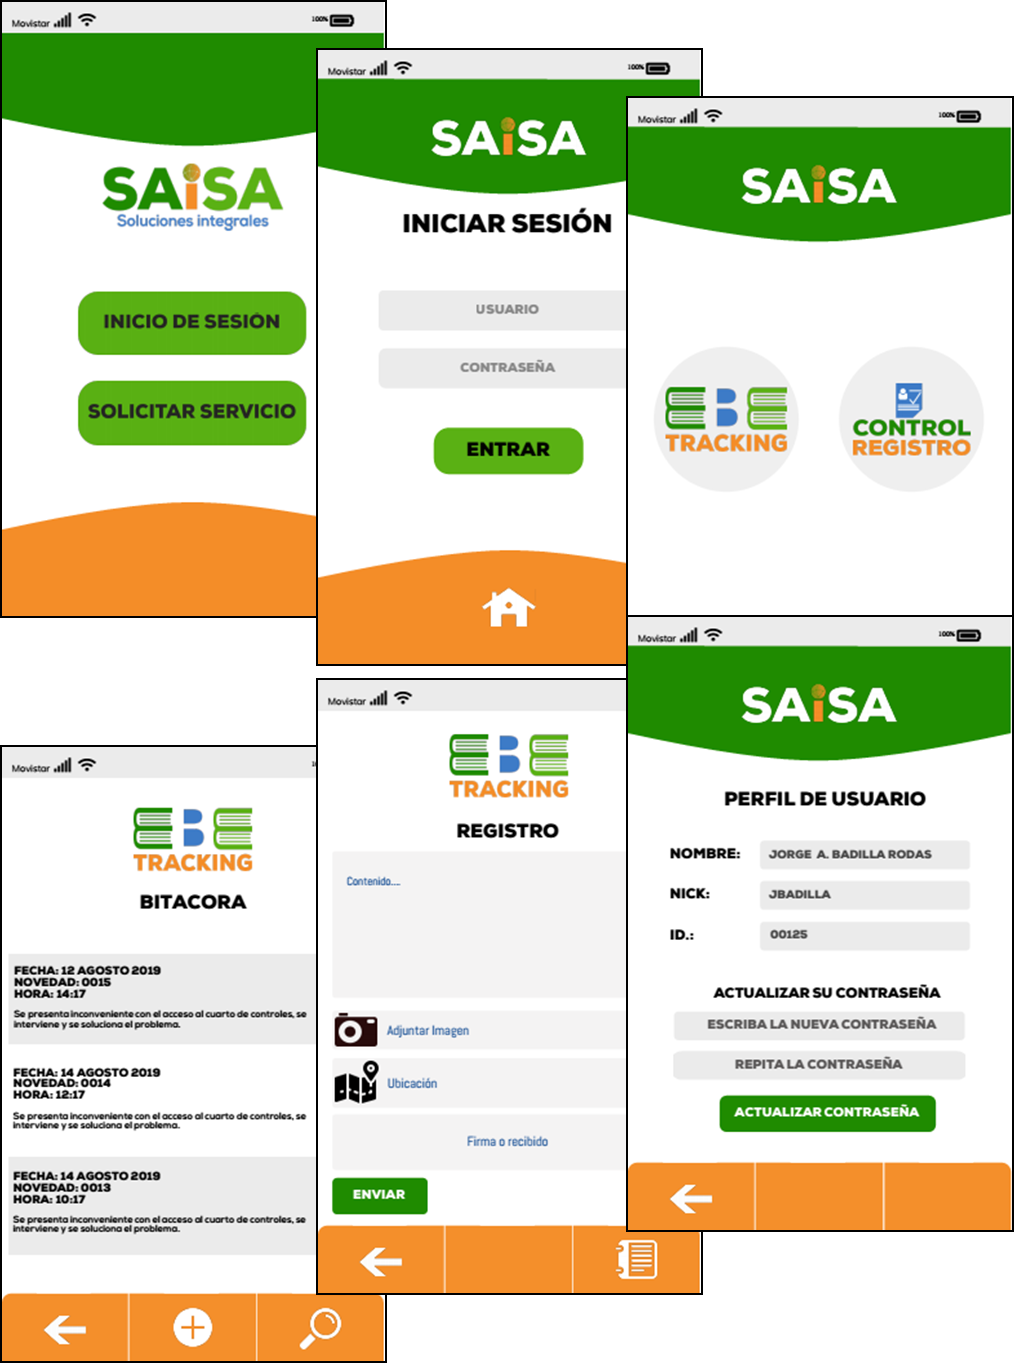 Movistar
100%
SAiSA
Soluciones integrales
INICIO DE SESIÓN
SOLICITAR SERVICIO
Movistar
100%
SAiSA
INICIAR SESIÓN
USUARIO
CONTRASEÑA
ENTRAR
Movistar
100%
SAiSA
EBE
TRACKING
CONTROL
REGISTRO
Movistar
EBE
TRACKING
BITACORA
FECHA: 12 AGOSTO 2019
NOVEDAD: 0015
HORA: 14:17
Se presenta inconveniente con el acceso al cuarto de controles, se
interviene y se soluciona el problema.
FECHA: 14 AGOSTO 2019
NOVEDAD: 0014
HORA: 12:17
Se presenta inconveniente con el acceso al cuarto de controles, se
interviene y se soluciona el problema.
FECHA: 14 AGOSTO 2019
NOVEDAD: 0013
HORA: 10:17
Se presenta inconveniente con el acceso al cuarto de controles, se
interviene y se soluciona el problema.
Movistar
EBE
TRACKING
REGISTRO
Contenido....
Adjuntar Imagen
Ubicación
Firma o recibido
ENVIAR
Movistar
100%
SAiSA
PERFIL DE USUARIO
NOMBRE: JORGE A. BADILLA RODAS
NICK: JBADILLA
ID.: 00125
ACTUALIZAR SU CONTRASEÑA
ESCRIBA LA NUEVA CONTRASEÑA
REPITA LA CONTRASEÑA
ACTUALIZAR CONTRASEÑA